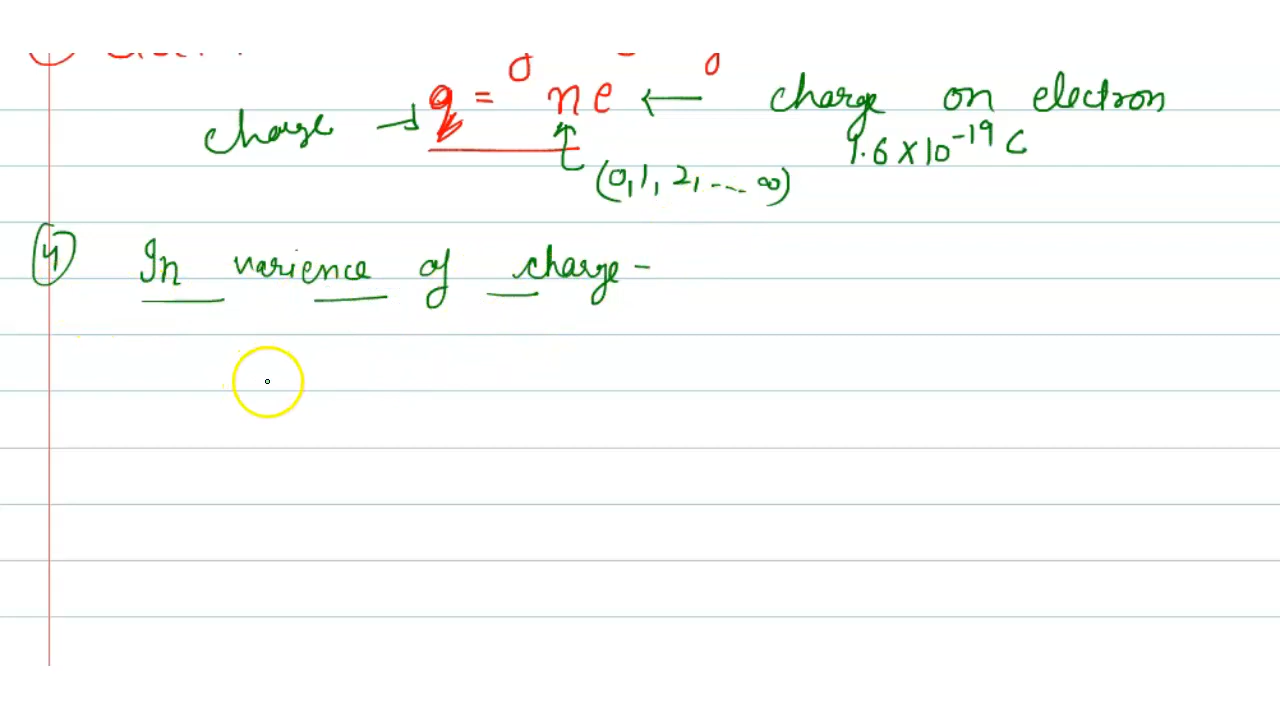 q = ne ← charge on electron
charge →
1.6 X 10⁻¹⁹ C
(0, 1, 2, ---- ∞)
(4) In varience of charge -